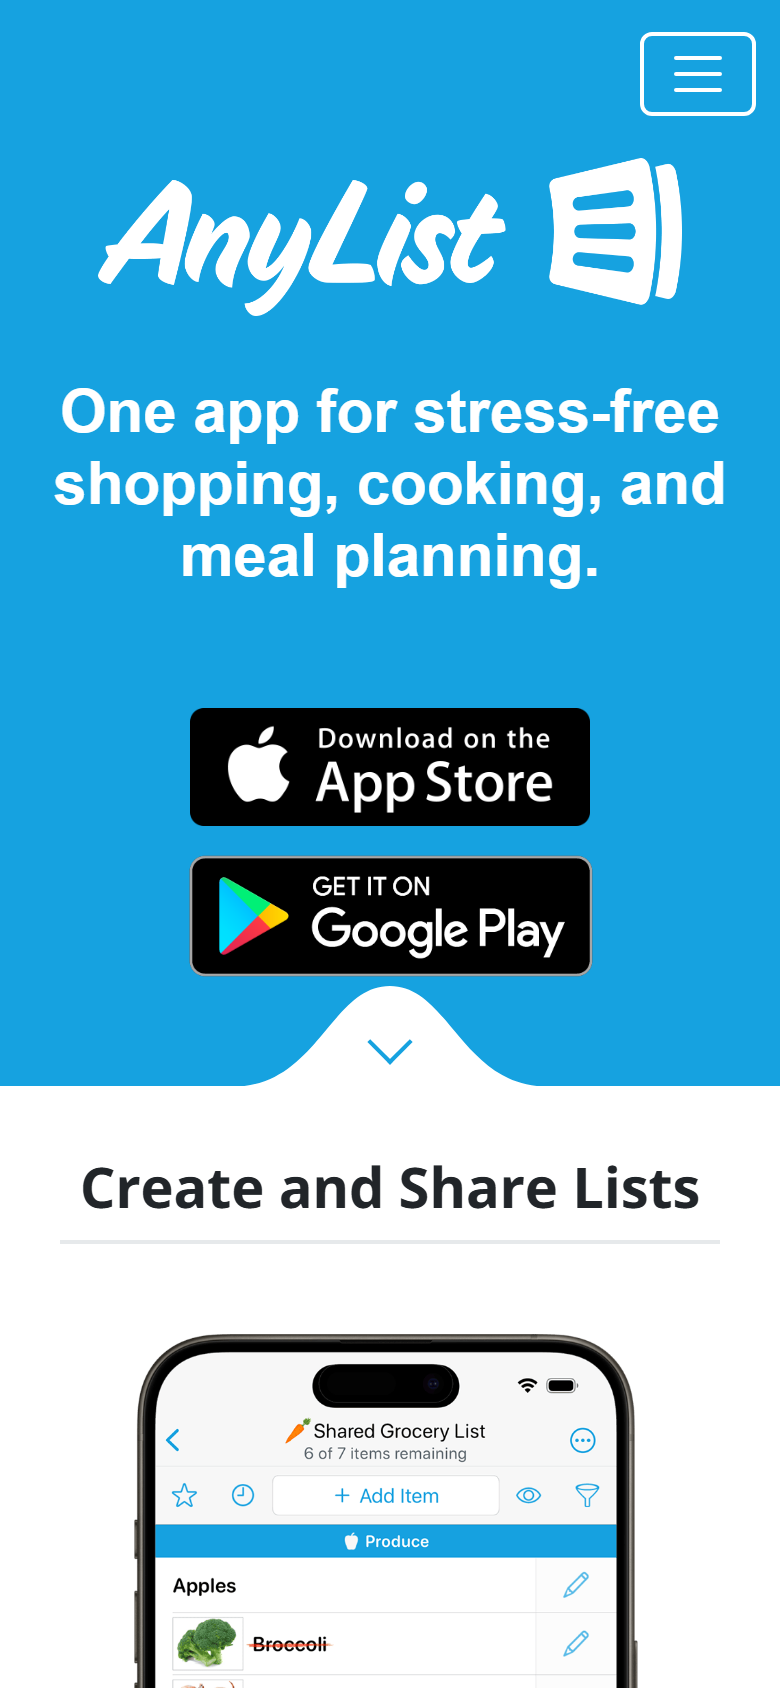 AnyList
One app for stress-free
shopping, cooking, and
meal planning.
Download on the
App Store
GET IT ON
Google Play
Create and Share Lists
Shared Grocery List
6 of 7 items remaining
+ Add Item
Produce
Apples
Broccoli